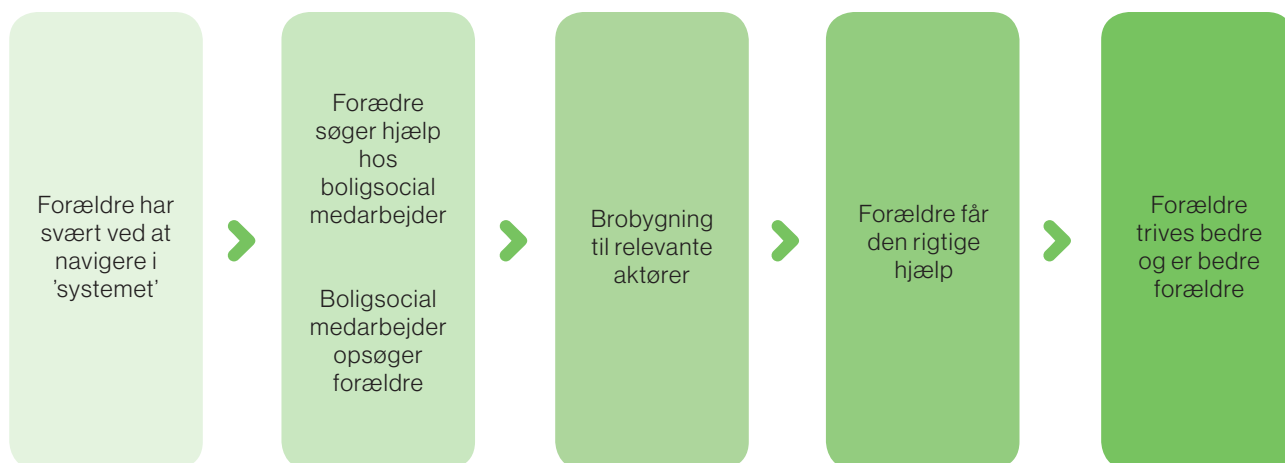 Forældre har
svært ved at
navigere i
'systemet'
Forædre
søger hjælp
hos
boligsocial
medarbejder
Boligsocial
medarbejder
opsøger
forældre
Brobygning
til relevante
aktører
Forældre får
den rigtige
hjælp
Forældre
trives bedre
og er bedre
forældre